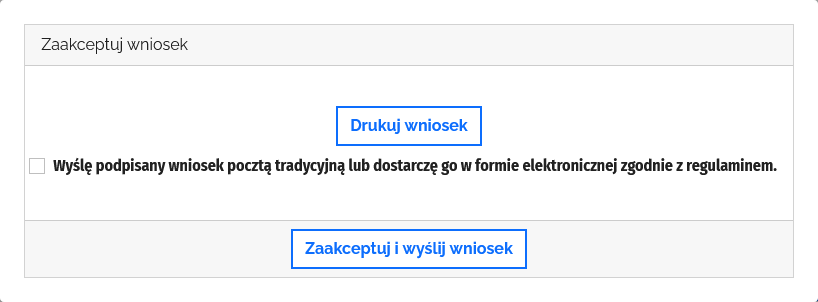 Zaakceptuj wniosek
Drukuj wniosek
Wyślę podpisany wniosek pocztą tradycyjną lub dostarczę go w formie elektronicznej zgodnie z regulaminem.
Zaakceptuj i wyślij wniosek